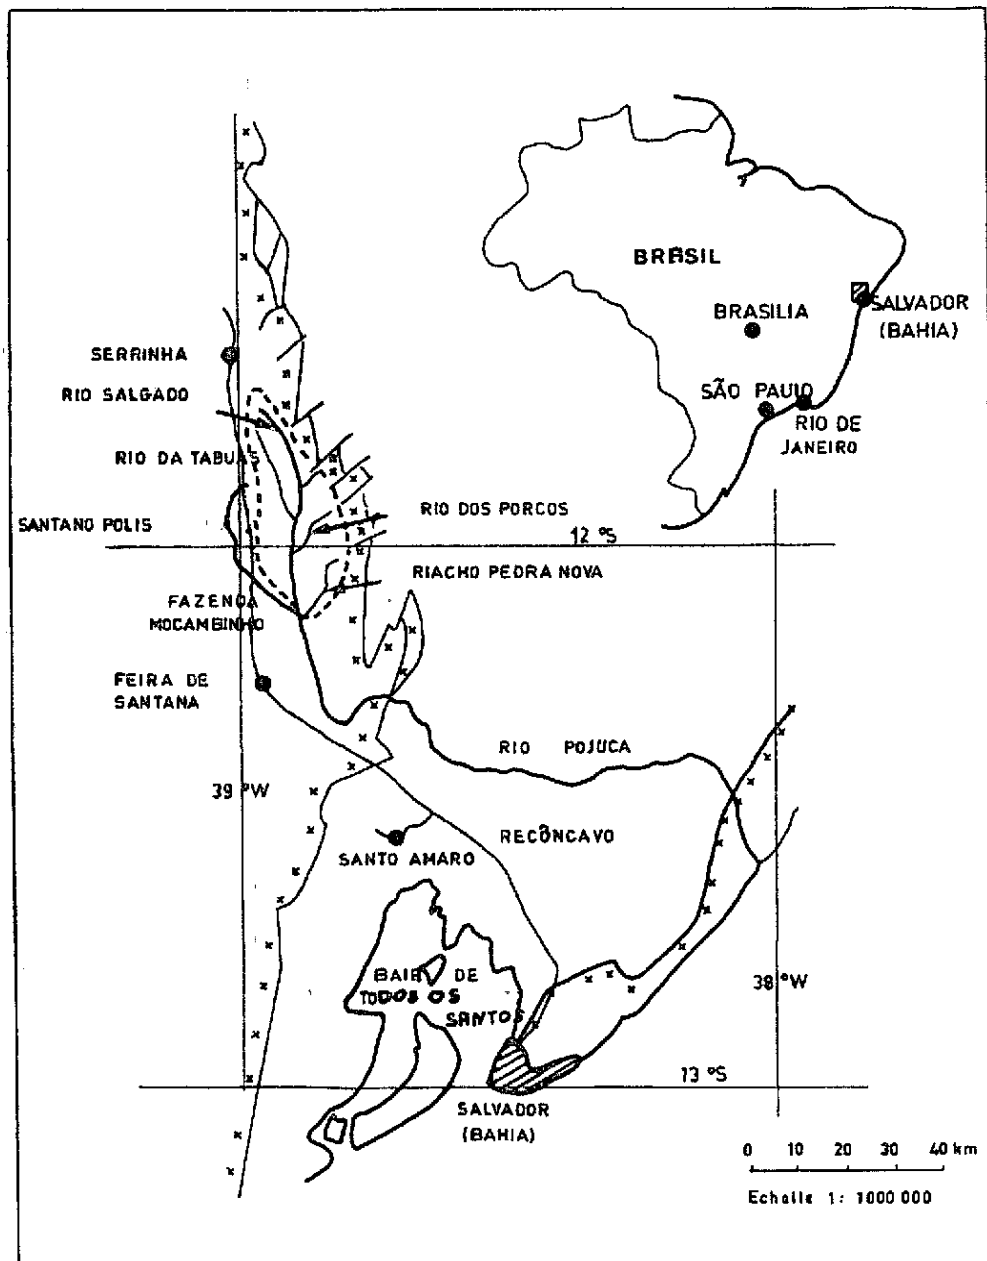 BRÉSIL
BRASILIA
SALVADOR
(BAHIA)
SÃO PAULO
RIO DE
JANEIRO
SERRINHA
RIO SALGADO
RIO DA TABUAS
SANTANO POLIS
RIO DOS PORCOS
12 °S
RIACHO PEDRA NOVA
FAZENDA
MOCAMBINHO
FEIRA DE
SANTANA
RIO POJUCA
39 °W
RECÔNCAVO
SANTO AMARO
BAIE DE
TODOS OS
SANTOS
38 °W
13 °S
SALVADOR
(BAHIA)
0 10 20 30 40 km
Echelle 1: 1000 000